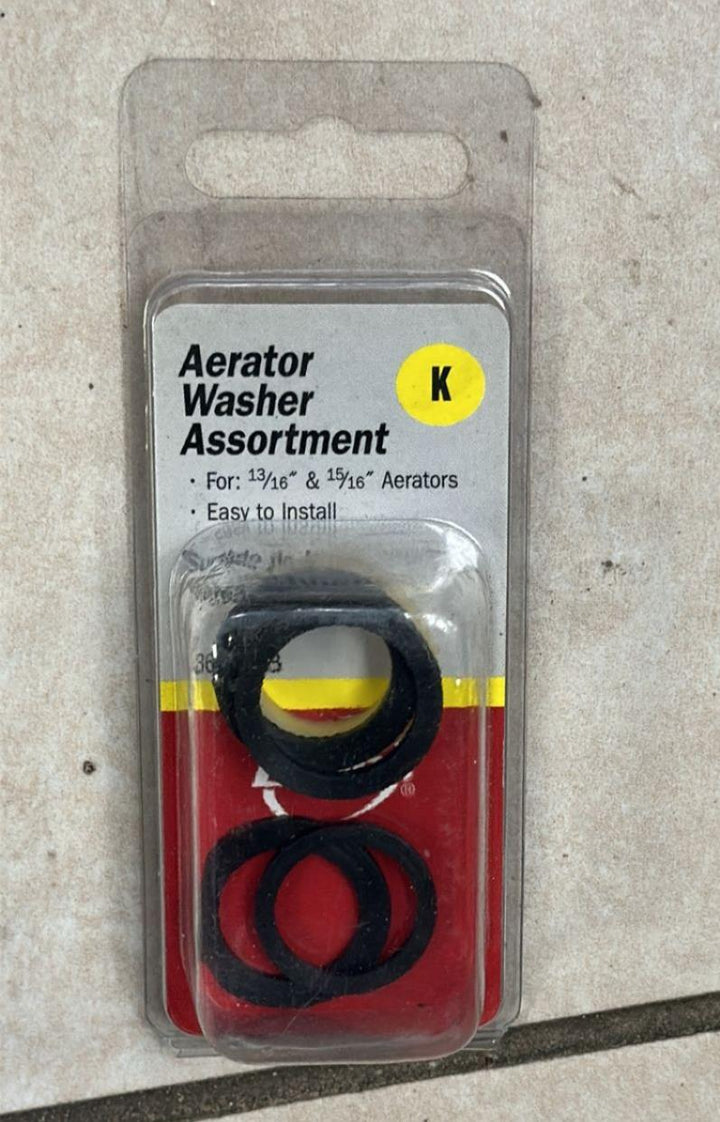 Aerator
Washer
Assortment
K
· For: 13/16″ & 15/16″ Aerators
· Easy to Install
®